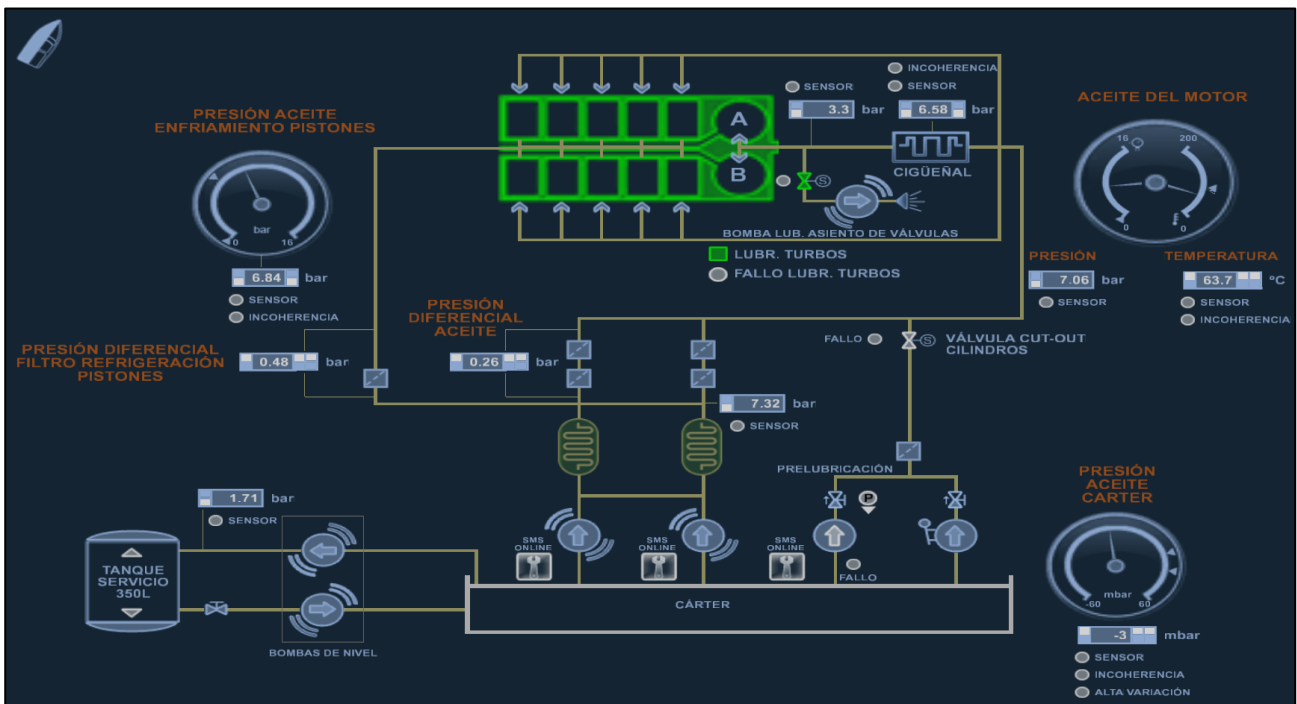 INCOHERENCIA
SENSOR
SENSOR
3.3 bar
6.58 bar
ACEITE DEL MOTOR
PRESIÓN ACEITE
ENFRIAMIENTO PISTONES
A
B
CIGÜEÑAL
S
16
200
0
0
bar
0
16
BOMBA LUB. ASIENTO DE VÁLVULAS
LUBR. TURBOS
FALLO LUBR. TURBOS
PRESIÓN
7.06 bar
SENSOR
TEMPERATURA
63.7 ºC
SENSOR
INCOHERENCIA
6.84 bar
SENSOR
INCOHERENCIA
PRESIÓN
DIFERENCIAL
ACEITE
0.26 bar
PRESIÓN DIFERENCIAL
FILTRO REFRIGERACIÓN
PISTONES
0.48 bar
FALLO
S
VÁLVULA CUT-OUT
CILINDROS
7.32 bar
SENSOR
PRELUBRICACIÓN
P
PRESIÓN
ACEITE
CARTER
1.71 bar
SENSOR
TANQUE
SERVICIO
350L
BOMBAS DE NIVEL
SMS
ONLINE
SMS
ONLINE
SMS
ONLINE
FALLO
CÁRTER
mbar
-60
60
-3 mbar
SENSOR
INCOHERENCIA
ALTA VARIACIÓN